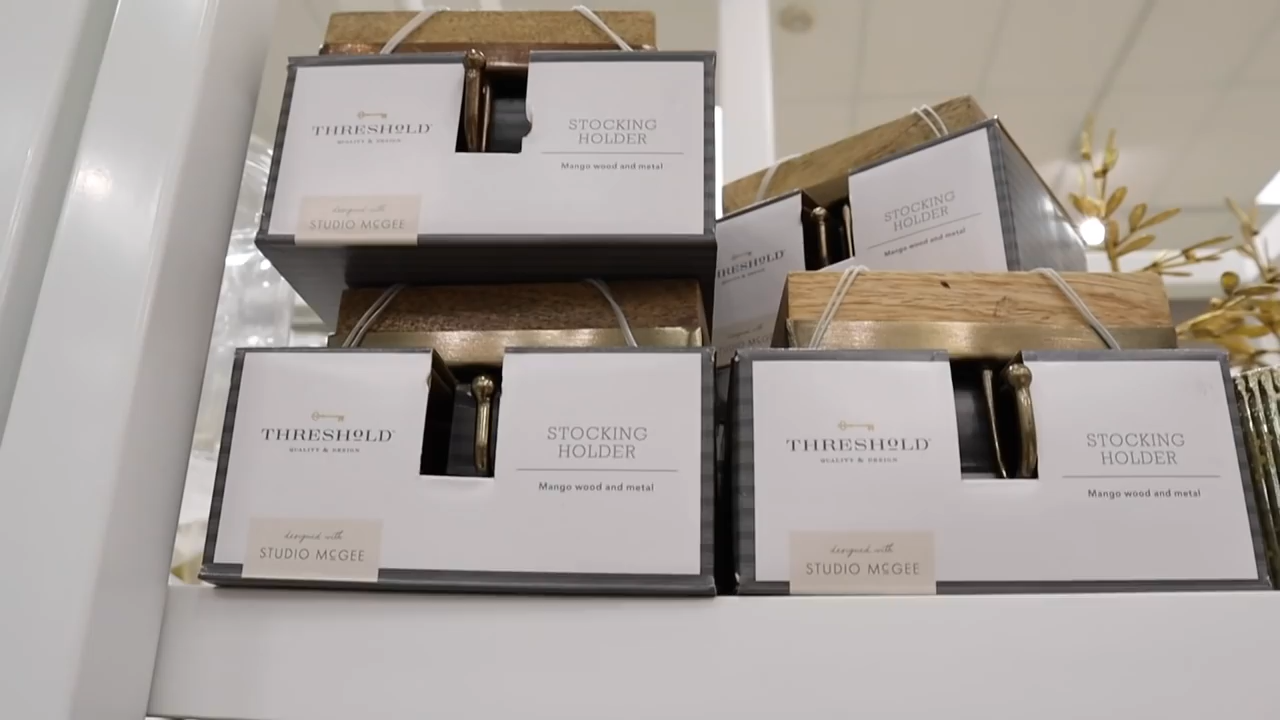 THRESHOLD
QUALITY & DESIGN
STOCKING
HOLDER
Mango wood and metal
designed with
STUDIO McGEE
THRESHOLD
STOCKING
HOLDER
Mango wood and metal
THRESHOLD
QUALITY & DESIGN
STOCKING
HOLDER
Mango wood and metal
designed with
STUDIO McGEE
THRESHOLD
QUALITY & DESIGN
STOCKING
HOLDER
Mango wood and metal
designed with
STUDIO McGEE